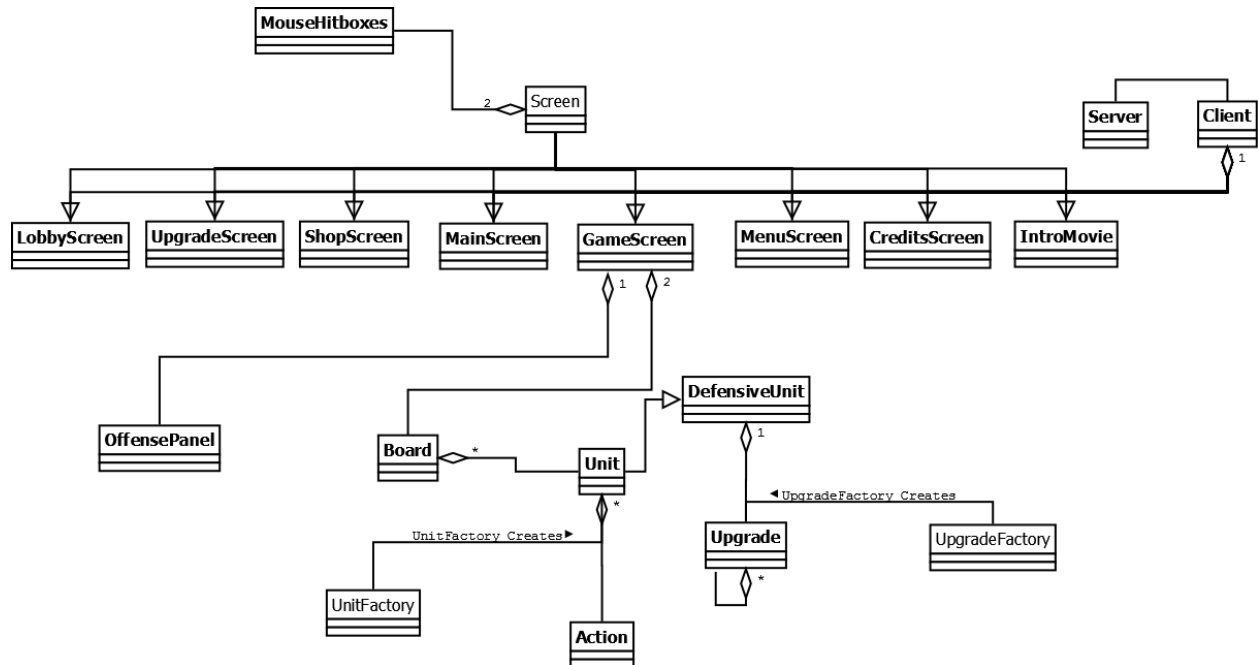 MouseHitboxes
2
Screen
Server
Client
1
LobbyScreen
UpgradeScreen
ShopScreen
MainScreen
GameScreen
MenuScreen
CreditsScreen
IntroMovie
1
2
DefensiveUnit
OffensePanel
Board
*
Unit
1
*
UpgradeFactory Creates
UnitFactory Creates
Upgrade
UpgradeFactory
*
UnitFactory
Action